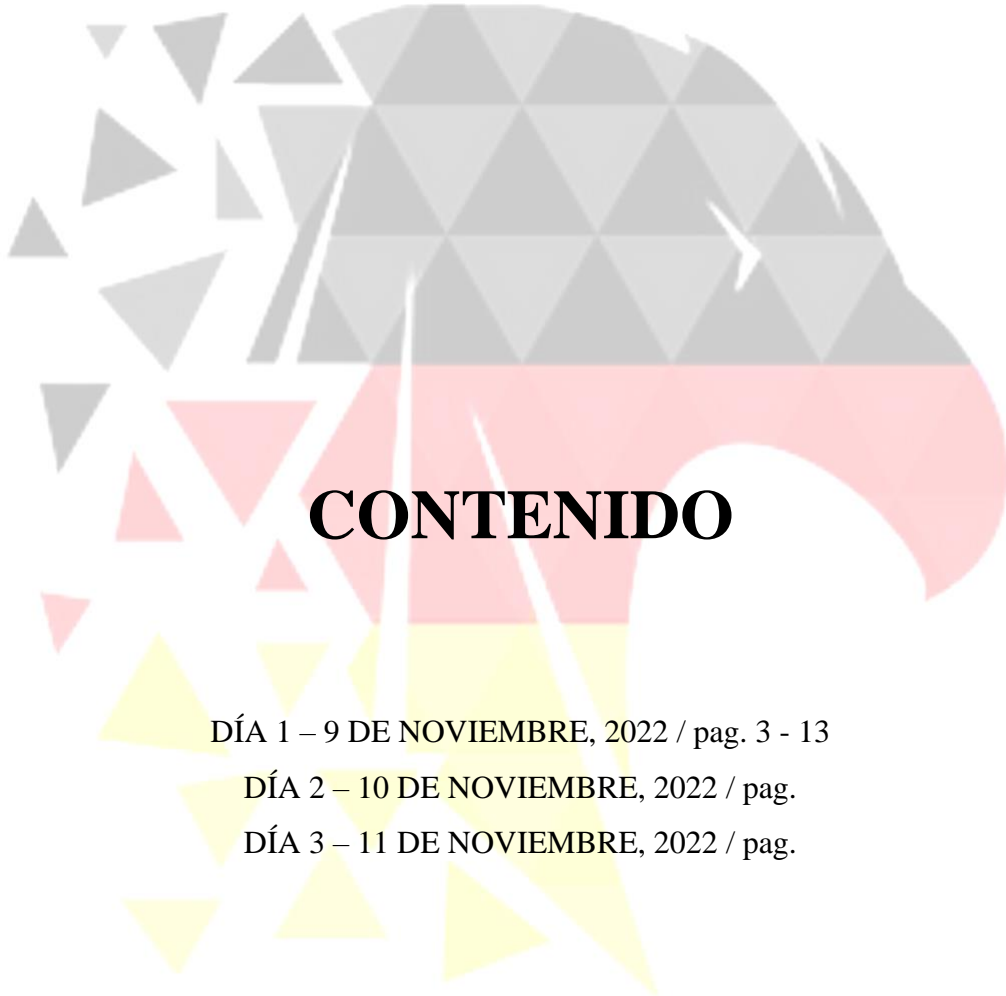 CONTENIDO
DÍA 1 – 9 DE NOVIEMBRE, 2022 / pag. 3 - 13
DÍA 2 – 10 DE NOVIEMBRE, 2022 / pag.
DÍA 3 – 11 DE NOVIEMBRE, 2022 / pag.